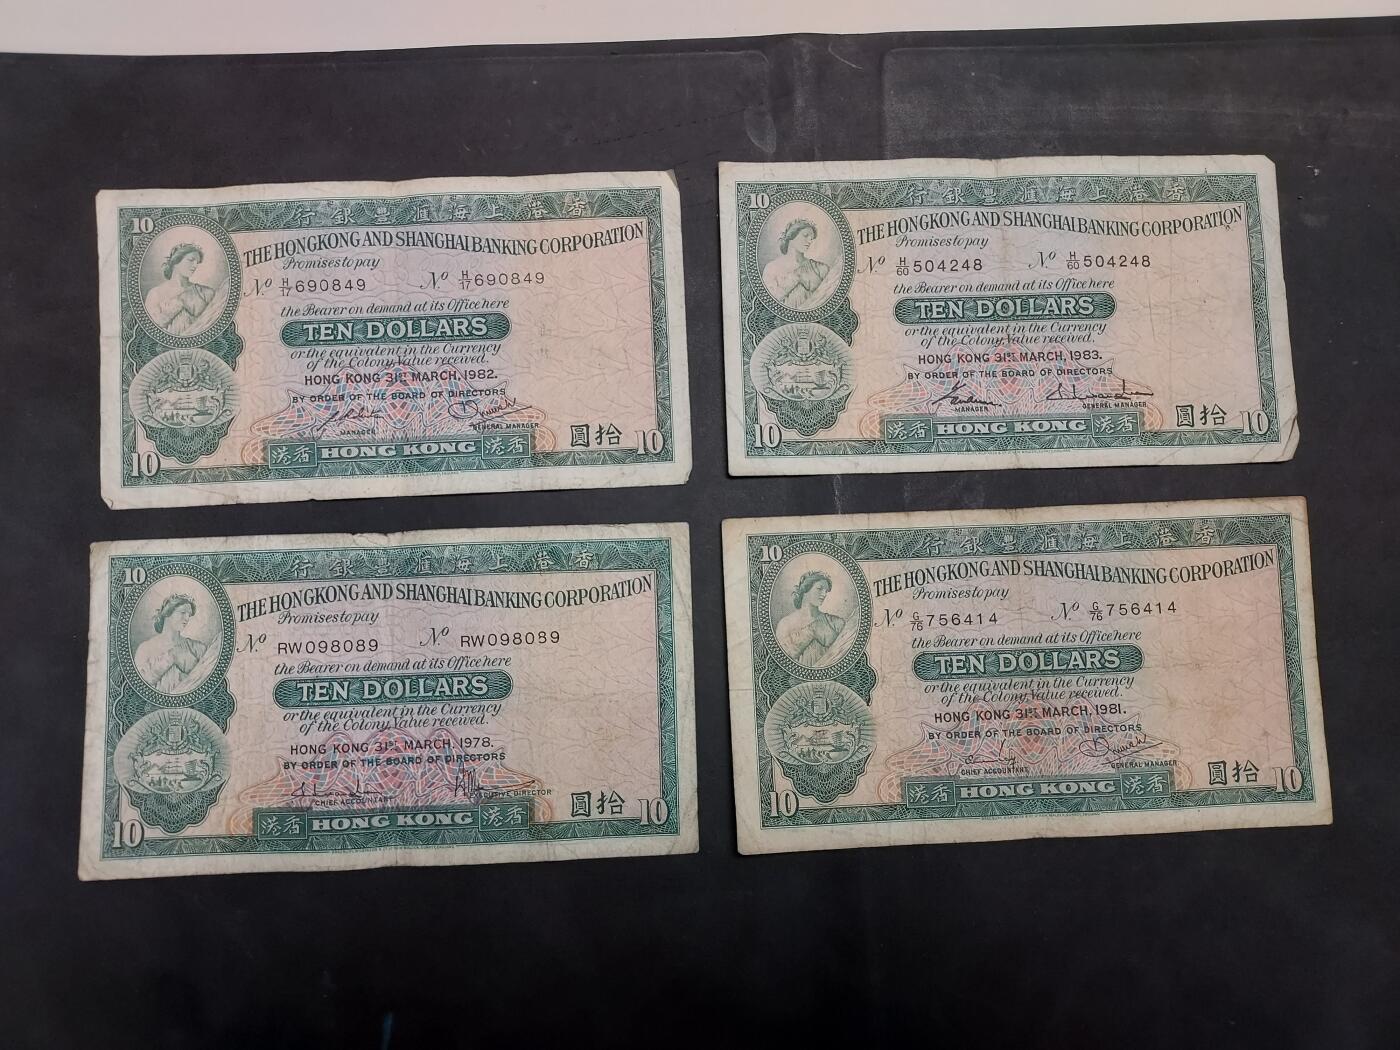 10
行銀豐滙海上港香
THE HONGKONG AND SHANGHAI BANKING CORPORATION
Promises to pay
No H/17 690849 No H/17 690849
the Bearer on demand at its Office here
TEN DOLLARS
or the equivalent in the Currency
of the Colony, Value received.
HONG KONG 31ST MARCH, 1982.
BY ORDER OF THE BOARD OF DIRECTORS
MANAGER GENERAL MANAGER
圓拾
10 港香 HONG KONG 港香 10
10
行銀豐滙海上港香
THE HONGKONG AND SHANGHAI BANKING CORPORATION
Promises to pay
No H/60 504248 No H/60 504248
the Bearer on demand at its Office here
TEN DOLLARS
or the equivalent in the Currency
of the Colony, Value received.
HONG KONG 31ST MARCH, 1983.
BY ORDER OF THE BOARD OF DIRECTORS
MANAGER GENERAL MANAGER
圓拾
10 港香 HONG KONG 港香 10
10
行銀豐滙海上港香
THE HONGKONG AND SHANGHAI BANKING CORPORATION
Promises to pay
No RW098089 No RW098089
the Bearer on demand at its Office here
TEN DOLLARS
or the equivalent in the Currency
of the Colony, Value received.
HONG KONG 31ST MARCH, 1978.
BY ORDER OF THE BOARD OF DIRECTORS
CHIEF ACCOUNTANT EXECUTIVE DIRECTOR
圓拾
10 港香 HONG KONG 港香 10
10
行銀豐滙海上港香
THE HONGKONG AND SHANGHAI BANKING CORPORATION
Promises to pay
No G/76 756414 No G/76 756414
the Bearer on demand at its Office here
TEN DOLLARS
or the equivalent in the Currency
of the Colony, Value received.
HONG KONG 31ST MARCH, 1981.
BY ORDER OF THE BOARD OF DIRECTORS
CHIEF ACCOUNTANT GENERAL MANAGER
圓拾
10 港香 HONG KONG 港香 10